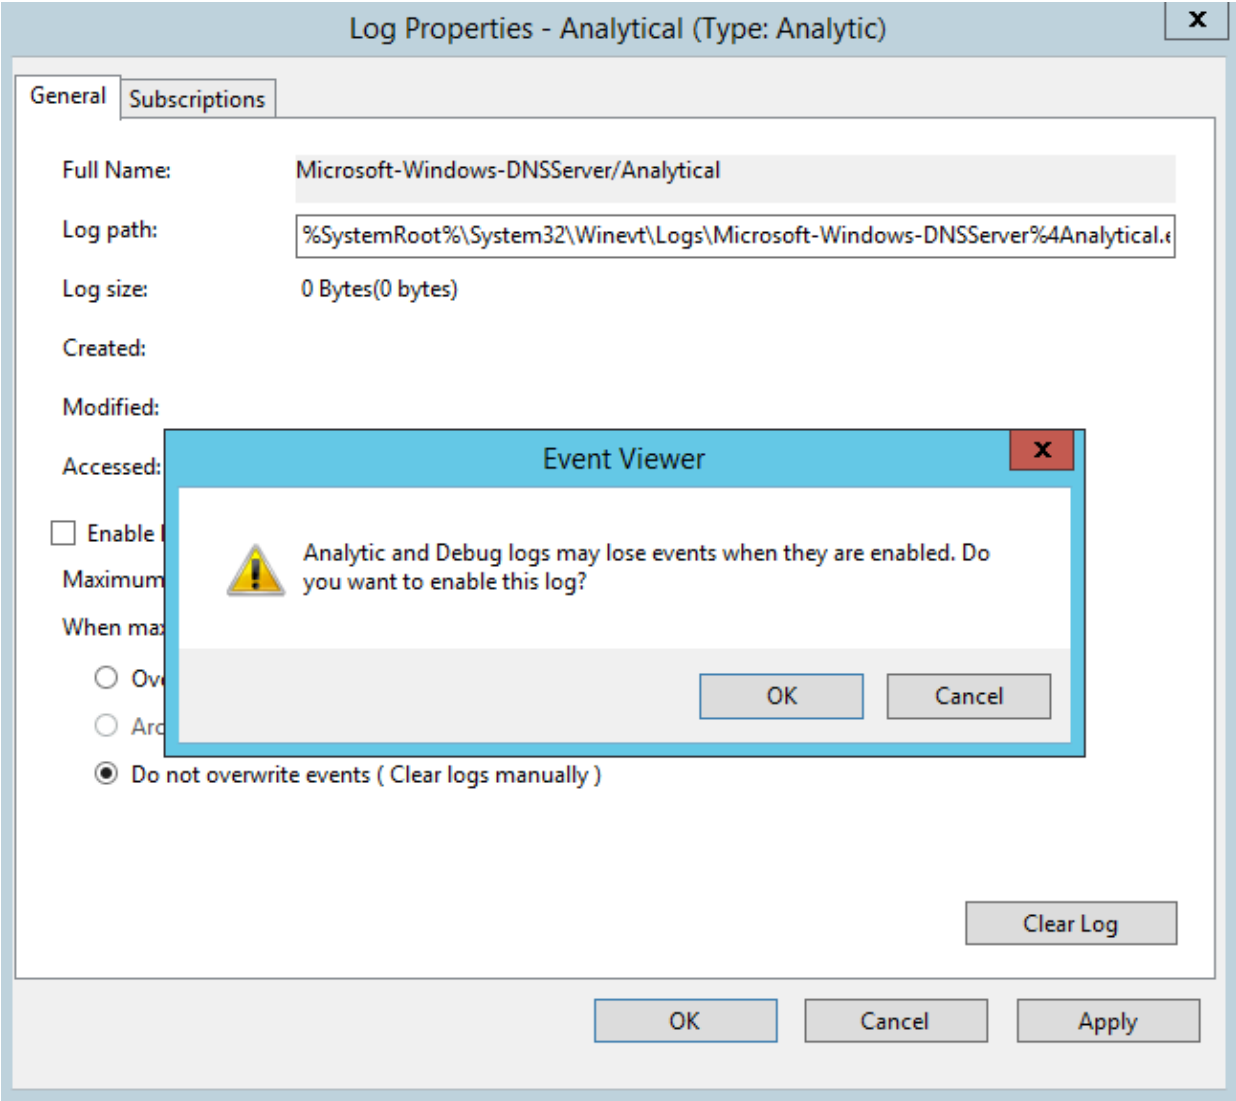 Log Properties - Analytical (Type: Analytic)
x
General
Subscriptions
Full Name:
Microsoft-Windows-DNSServer/Analytical
Log path:
%SystemRoot%\System32\Winevt\Logs\Microsoft-Windows-DNSServer%4Analytical.e
Log size:
0 Bytes(0 bytes)
Created:
Modified:
Accessed:
Event Viewer
x
Analytic and Debug logs may lose events when they are enabled. Do
you want to enable this log?
OK
Cancel
Enable
Maximum
When
Do not overwrite events ( Clear logs manually )
Clear Log
OK
Cancel
Apply